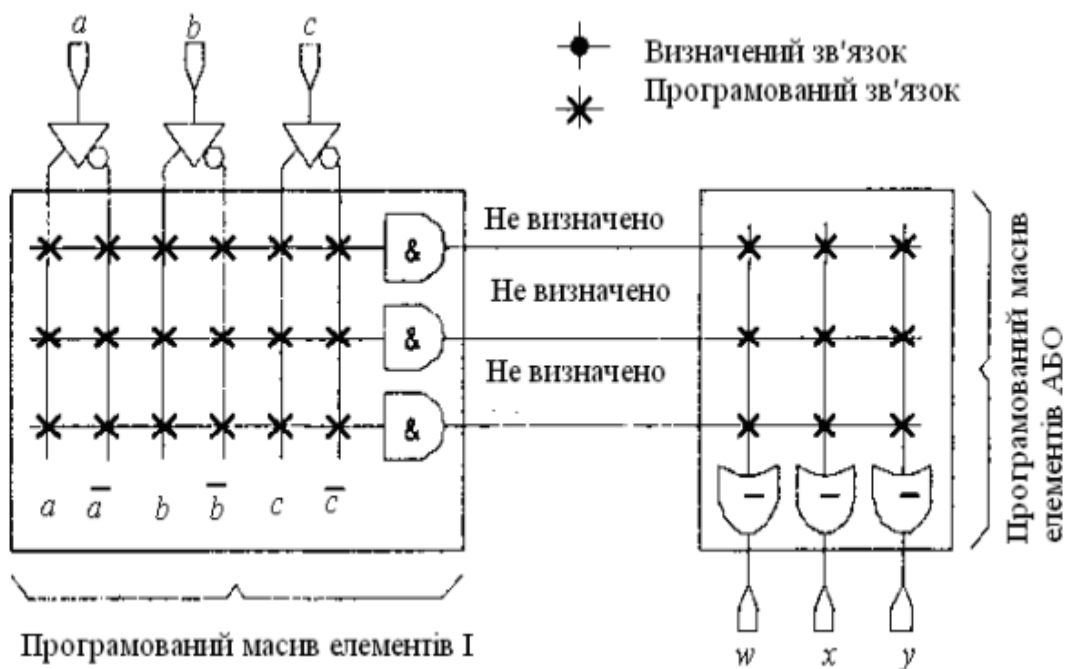 a b c
Визначений зв'язок
Програмований зв'язок
&
Не визначено
Не визначено
&
Не визначено
&
a a̅ b b̅ c c̅
Програмований масив елементів І
Програмований масив
елементів АБО
w x y